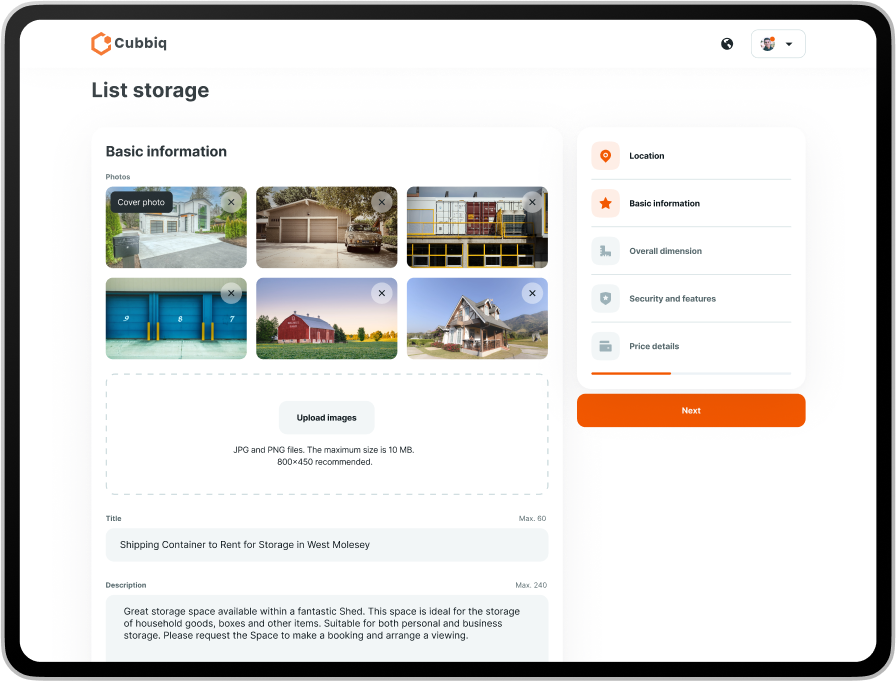 Cubbiq
List storage
Basic information
Photos
Cover photo
9 8 7
Upload images
JPG and PNG files. The maximum size is 10 MB.
800×450 recommended.
Title
Max. 60
Shipping Container to Rent for Storage in West Molesey
Description
Max. 240
Great storage space available within a fantastic Shed. This space is ideal for the storage
of household goods, boxes and other items. Suitable for both personal and business
storage. Please request the Space to make a booking and arrange a viewing.
Location
Basic information
Overall dimension
Security and features
Price details
Next